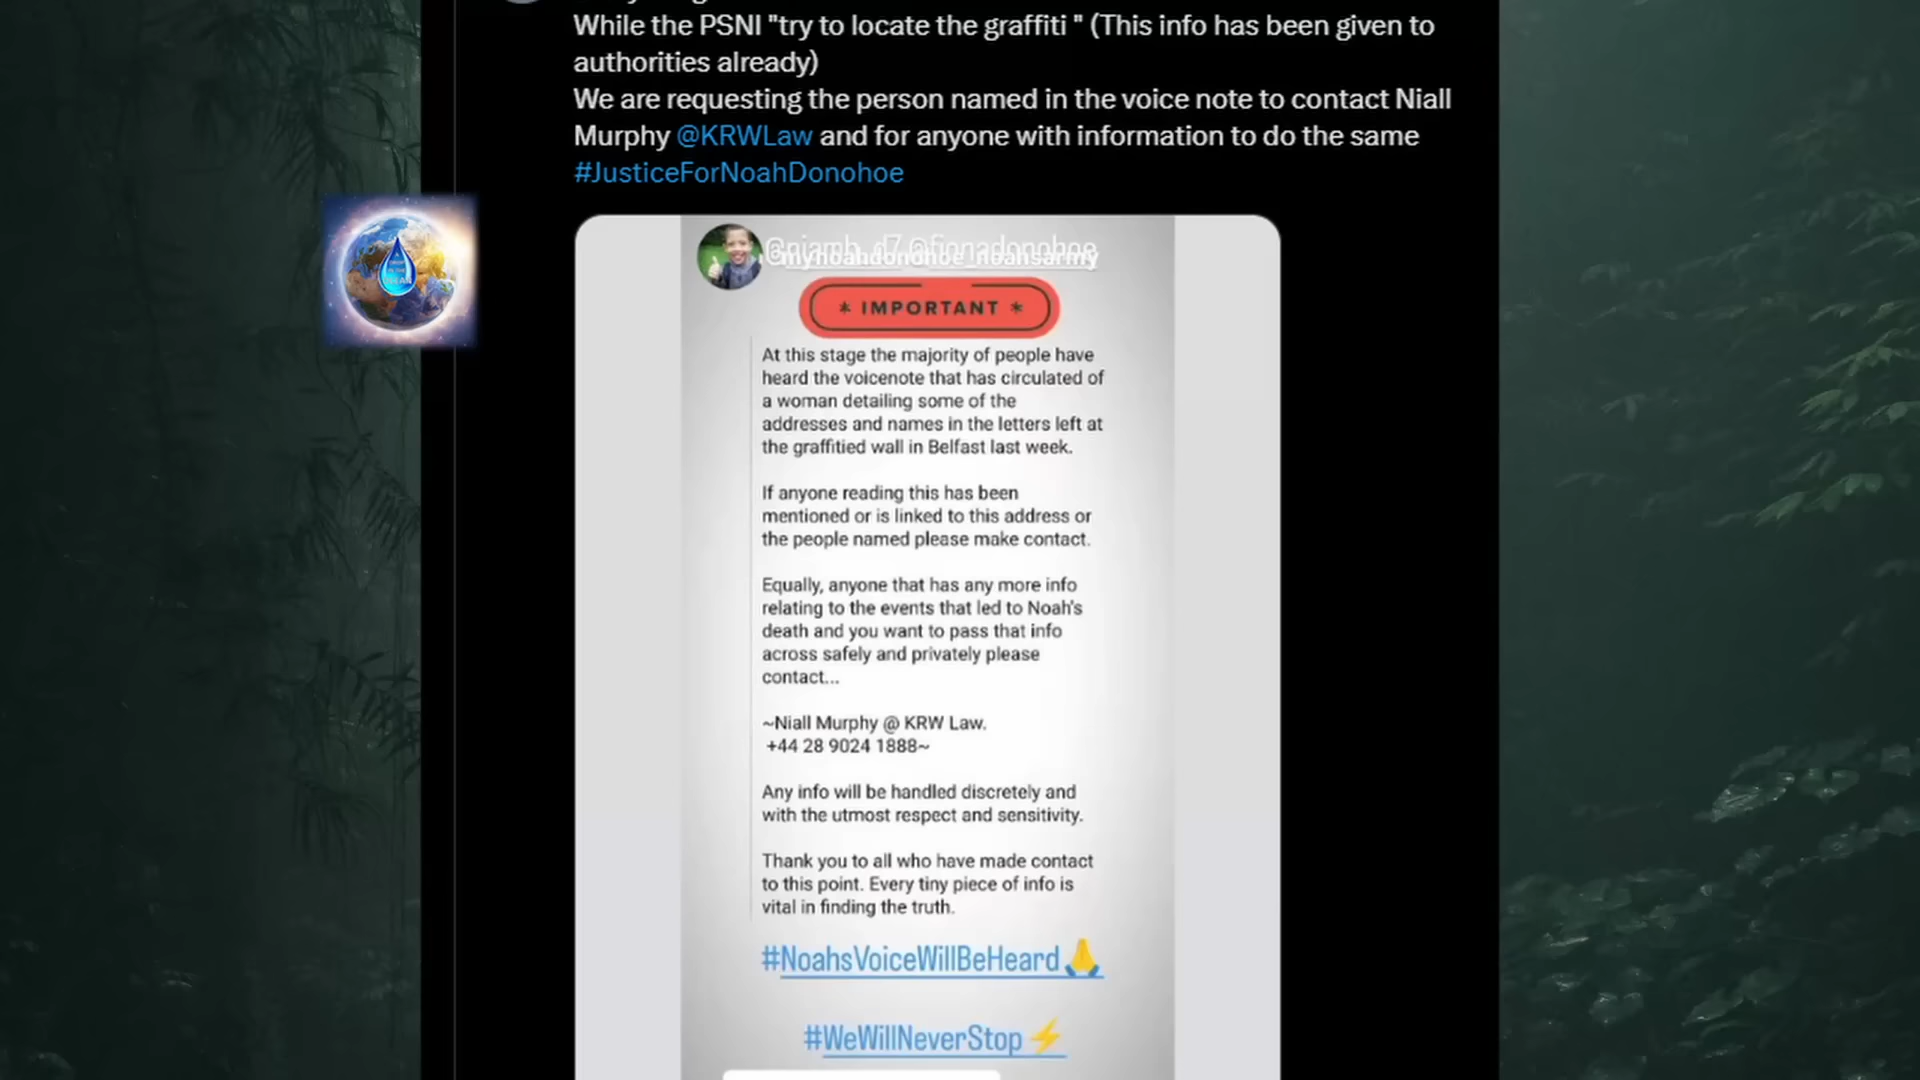 While the PSNI "try to locate the graffiti " (This info has been given to
authorities already)
We are requesting the person named in the voice note to contact Niall
Murphy @KRWLaw and for anyone with information to do the same
#JusticeForNoahDonohoe
@niamh_d7 @fionadonohoe
mynoahdonohoe_noahsarmy
* IMPORTANT *
At this stage the majority of people have
heard the voicenote that has circulated of
a woman detailing some of the
addresses and names in the letters left at
the graffitied wall in Belfast last week.
If anyone reading this has been
mentioned or is linked to this address or
the people named please make contact.
Equally, anyone that has any more info
relating to the events that led to Noah's
death and you want to pass that info
across safely and privately please
contact...
~Niall Murphy @ KRW Law.
+44 28 9024 1888~
Any info will be handled discretely and
with the utmost respect and sensitivity.
Thank you to all who have made contact
to this point. Every tiny piece of info is
vital in finding the truth.
#NoahsVoiceWillBeHeard🙏
#WeWillNeverStop⚡